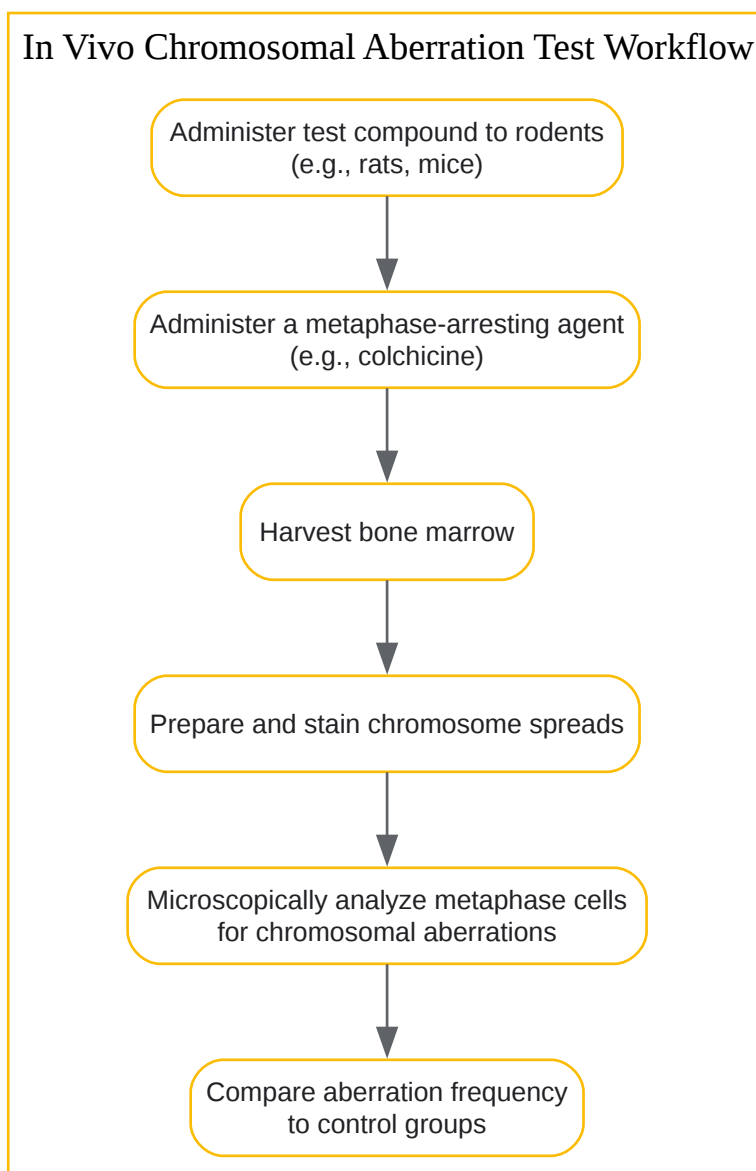 In Vivo Chromosomal Aberration Test Workflow
Administer test compound to rodents
(e.g., rats, mice)
Administer a metaphase-arresting agent
(e.g., colchicine)
Harvest bone marrow
Prepare and stain chromosome spreads
Microscopically analyze metaphase cells
for chromosomal aberrations
Compare aberration frequency
to control groups